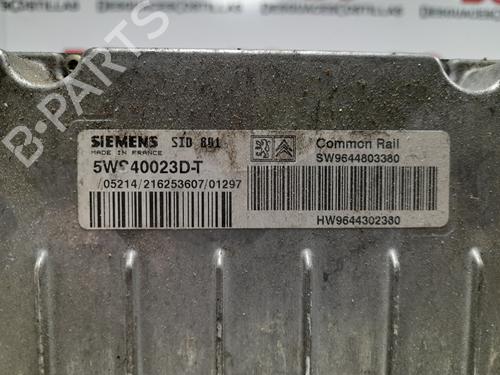 SIEMENS SID 801
MADE IN FRANCE
5WS40023D-T
/05214/216253607/01297
Common Rail
SW9644803380
HW9644302380
B-PARTS